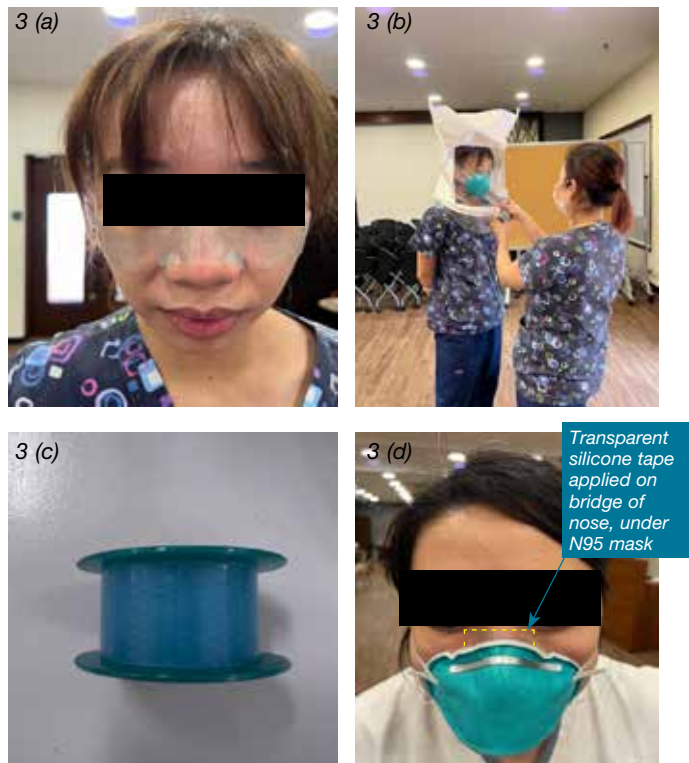 3 (a)
3 (b)
3 (c)
3 (d)
Transparent
silicone tape
applied on
bridge of
nose, under
N95 mask